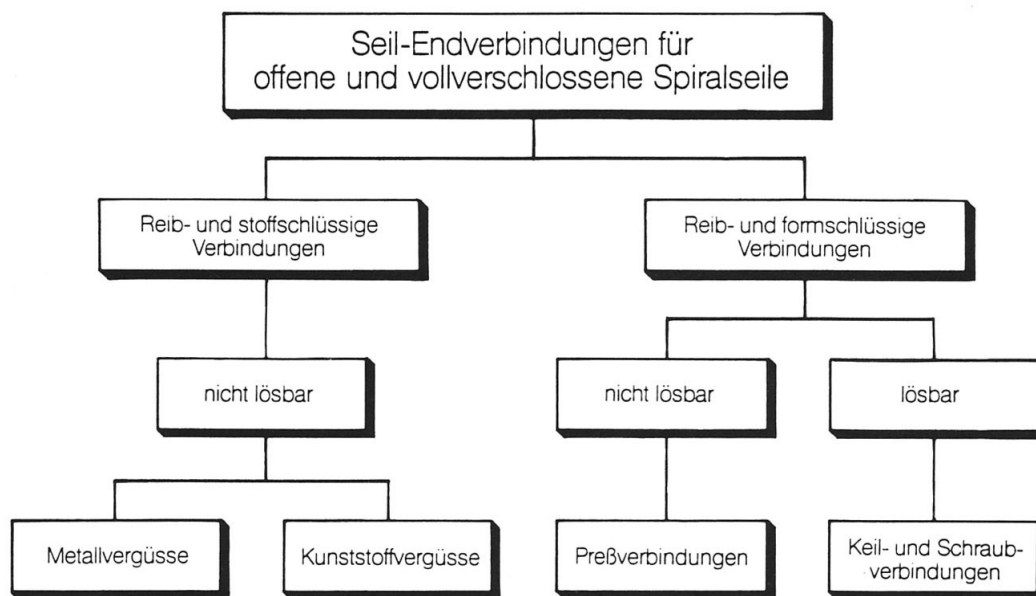 Seil-Endverbindungen für
offene und vollverschlossene Spiralseile
Reib- und stoffschlüssige
Verbindungen
Reib- und formschlüssige
Verbindungen
nicht lösbar
nicht lösbar
lösbar
Metallvergüsse
Kunststoffvergüsse
Preßverbindungen
Keil- und Schraub-
verbindungen